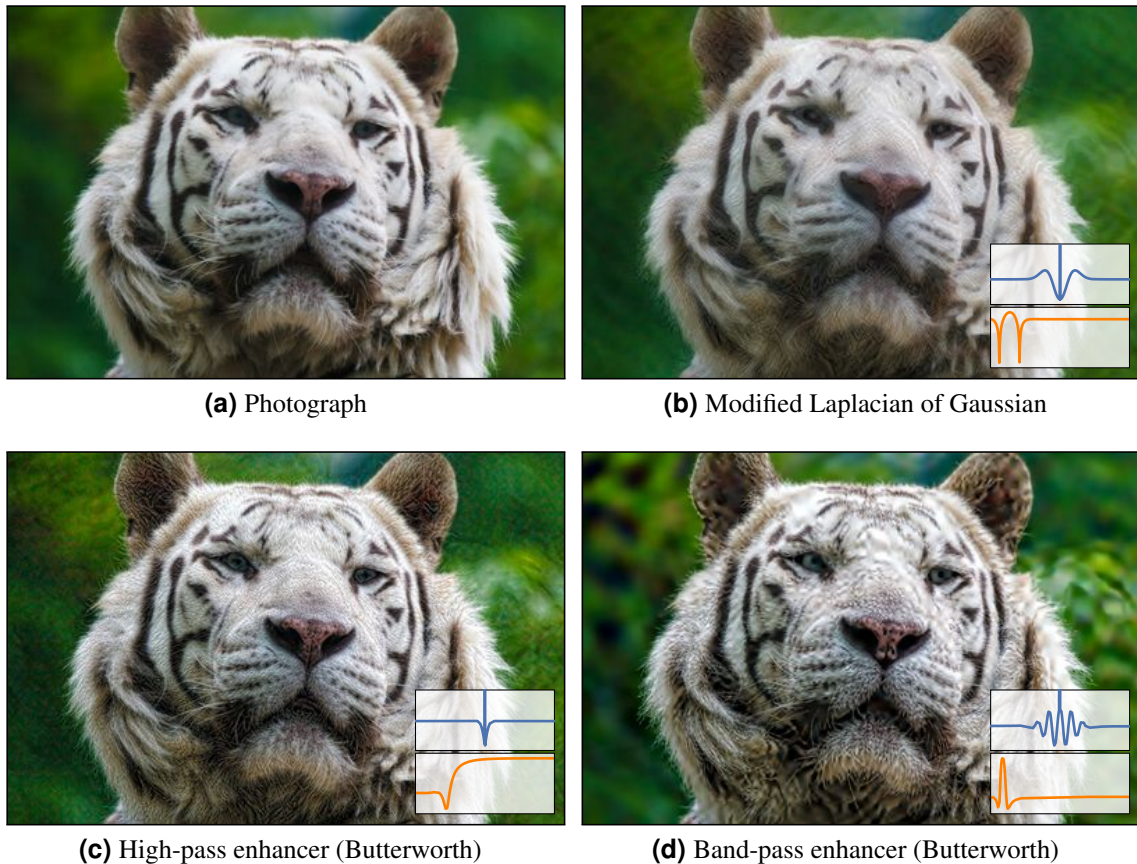 (a) Photograph
(b) Modified Laplacian of Gaussian
(c) High-pass enhancer (Butterworth)
(d) Band-pass enhancer (Butterworth)